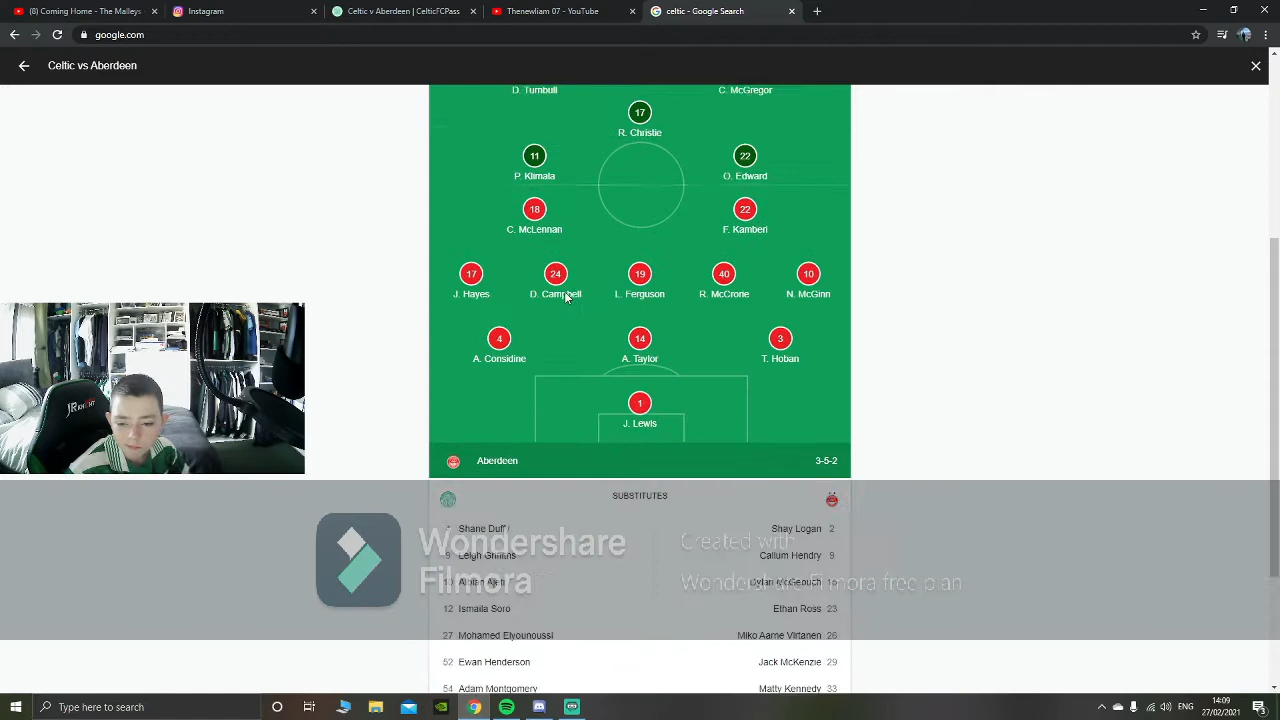 (8) Coming Home - The Malleys
Instagram
Celtic v Aberdeen [CelticFCPass
Thenewliam 07 - YouTube
celtic - Google Search
google.com
Celtic vs Aberdeen
D. Turnbull
C. McGregor
17
R. Christie
11
22
P. Klimala
O. Edward
18
22
C. McLennan
F. Kamberi
17
24
19
40
10
J. Hayes
D. Campbell
L. Ferguson
R. McCrorie
N. McGinn
4
14
3
A. Considine
A. Taylor
T. Hoban
1
J. Lewis
Aberdeen
3-5-2
SUBSTITUTES
Shane Duffy
Shay Logan 2
Leigh Griffiths
Callum Hendry 9
Dylan McGeouch
12 Ismaila Soro
Ethan Ross 23
27 Mohamed Elyounoussi
Miko Aarne Virtanen 26
52 Ewan Henderson
Jack McKenzie 29
54 Adam Montgomery
Matty Kennedy 33
Wondershare
Filmora
Created with
Wondershare Filmora free plan
Type here to search
ENG
14:09
27/02/2021